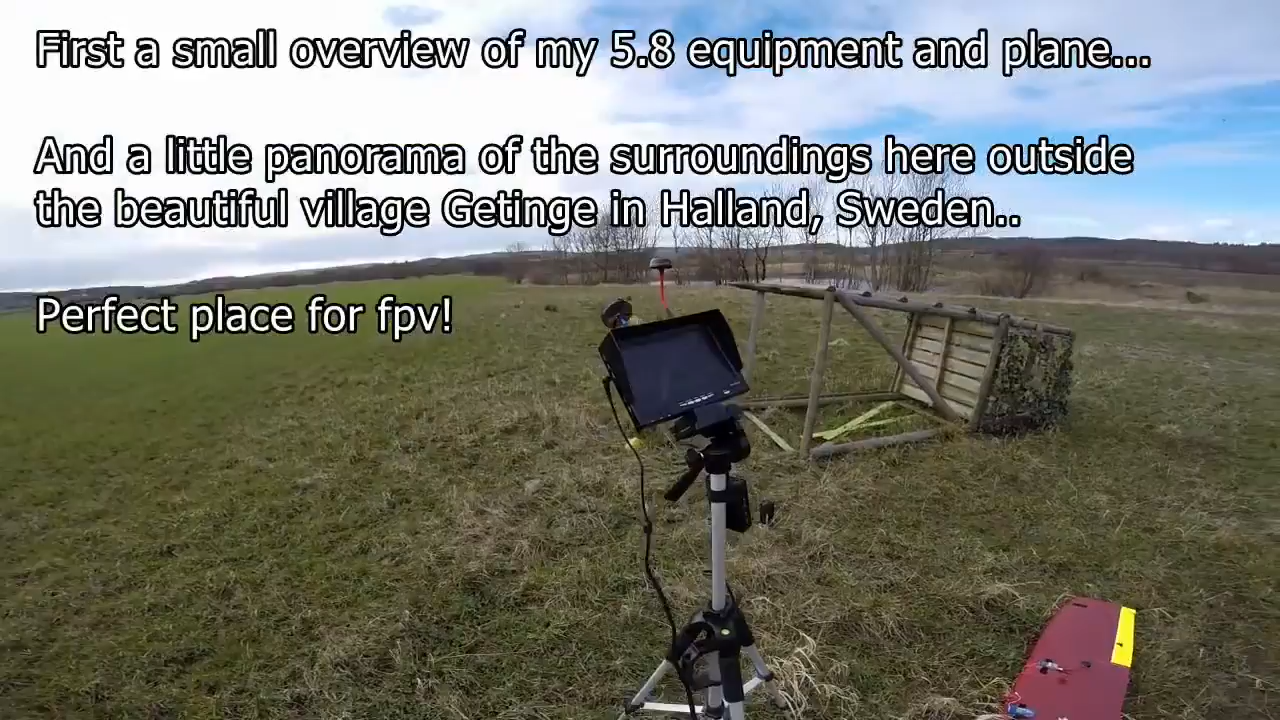 First a small overview of my 5.8 equipment and plane...
And a little panorama of the surroundings here outside
the beautiful village Getinge in Halland, Sweden..
Perfect place for fpv!